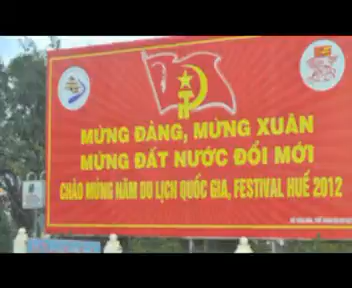 MỪNG ĐẢNG, MỪNG XUÂN
MỪNG ĐẤT NƯỚC ĐỔI MỚI
CHÀO MỪNG NĂM DU LỊCH QUỐC GIA, FESTIVAL HUẾ 2012